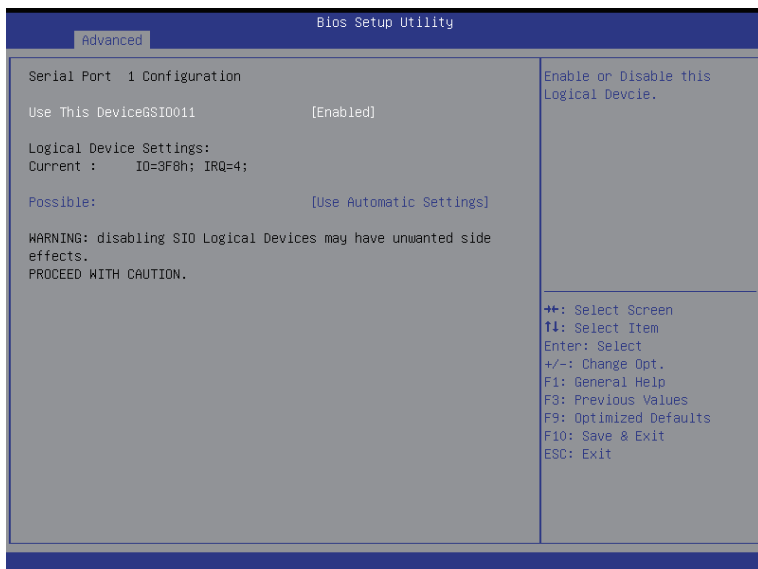 Bios Setup Utility
Advanced
Serial Port 1 Configuration
Use This DeviceGSIO011 [Enabled]
Logical Device Settings:
Current : IO=3F8h; IRQ=4;
Possible: [Use Automatic Settings]
WARNING: disabling SIO Logical Devices may have unwanted side
effects.
PROCEED WITH CAUTION.
Enable or Disable this
Logical Devcie.
→←: Select Screen
↑↓: Select Item
Enter: Select
+/-: Change Opt.
F1: General Help
F3: Previous Values
F9: Optimized Defaults
F10: Save & Exit
ESC: Exit